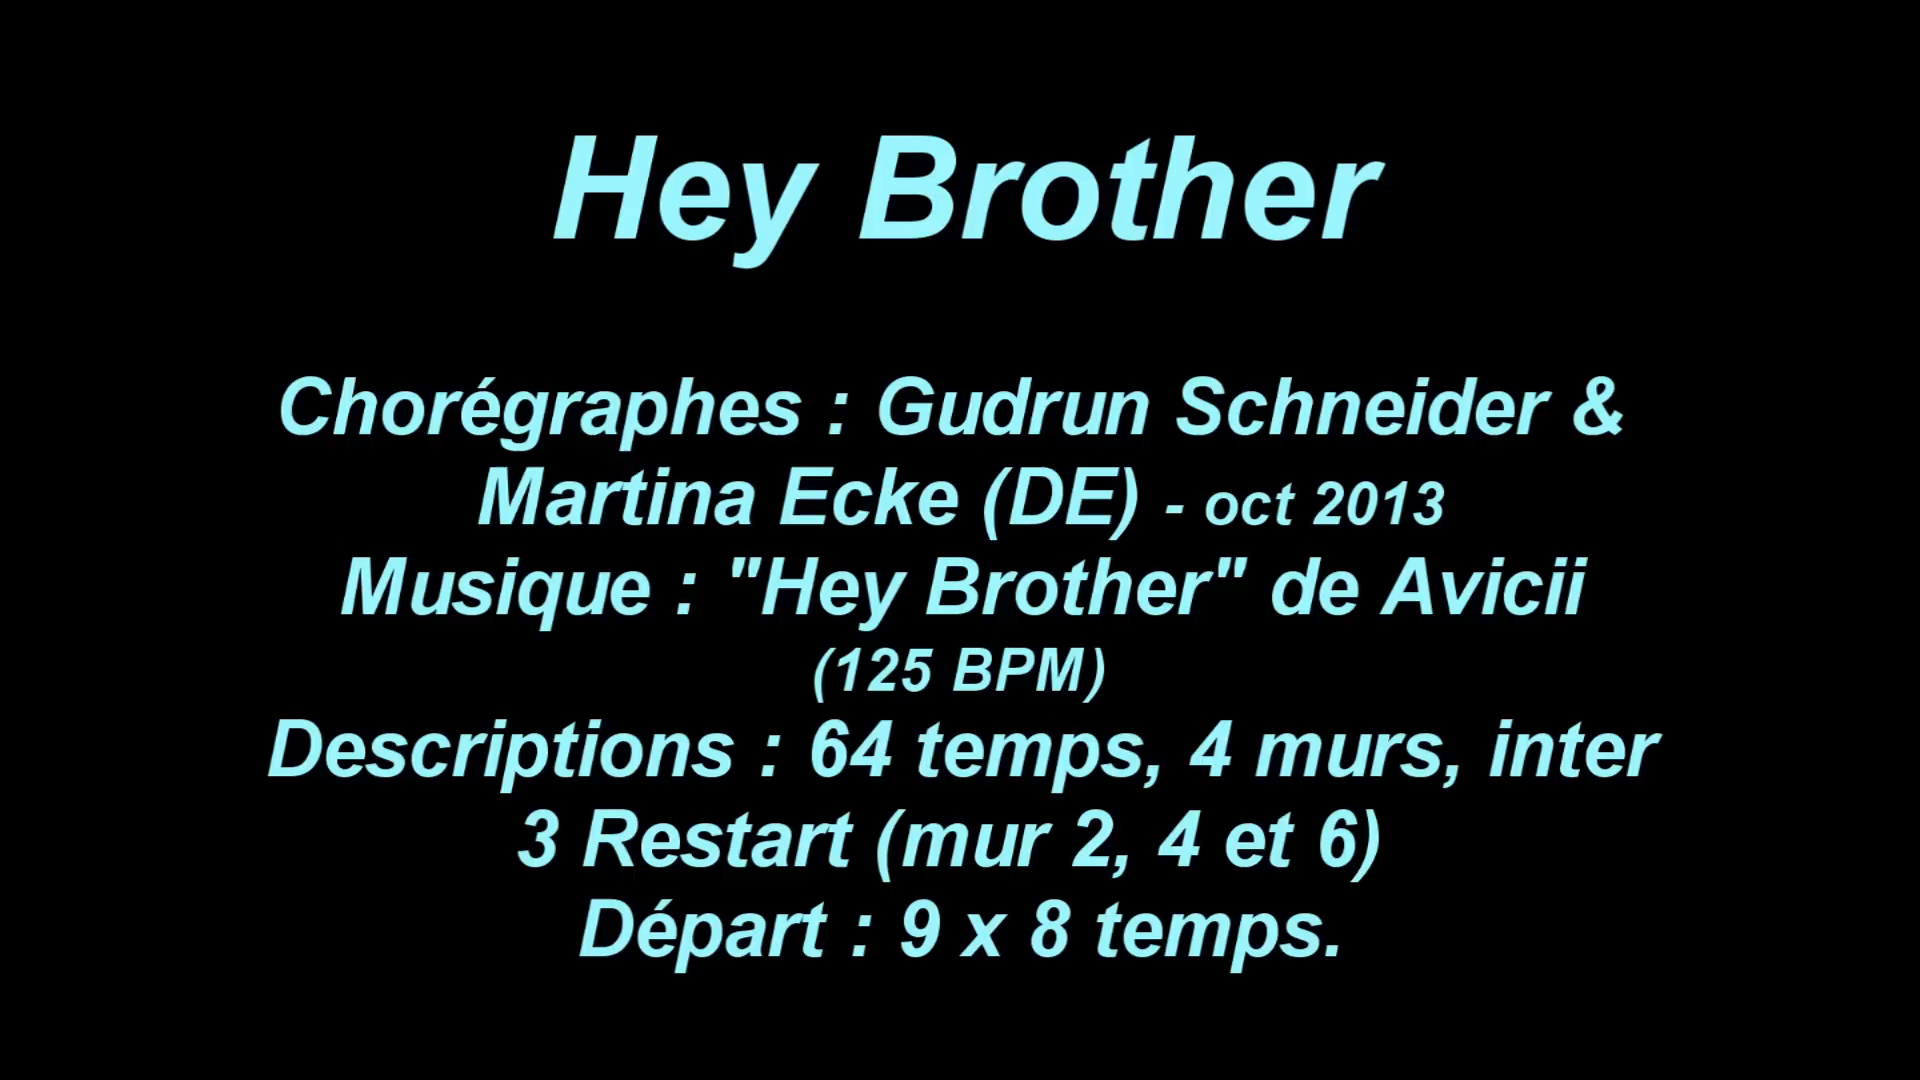 Hey Brother
Chorégraphes : Gudrun Schneider &
Martina Ecke (DE) - oct 2013
Musique : "Hey Brother" de Avicii
(125 BPM)
Descriptions : 64 temps, 4 murs, inter
3 Restart (mur 2, 4 et 6)
Départ : 9 x 8 temps.